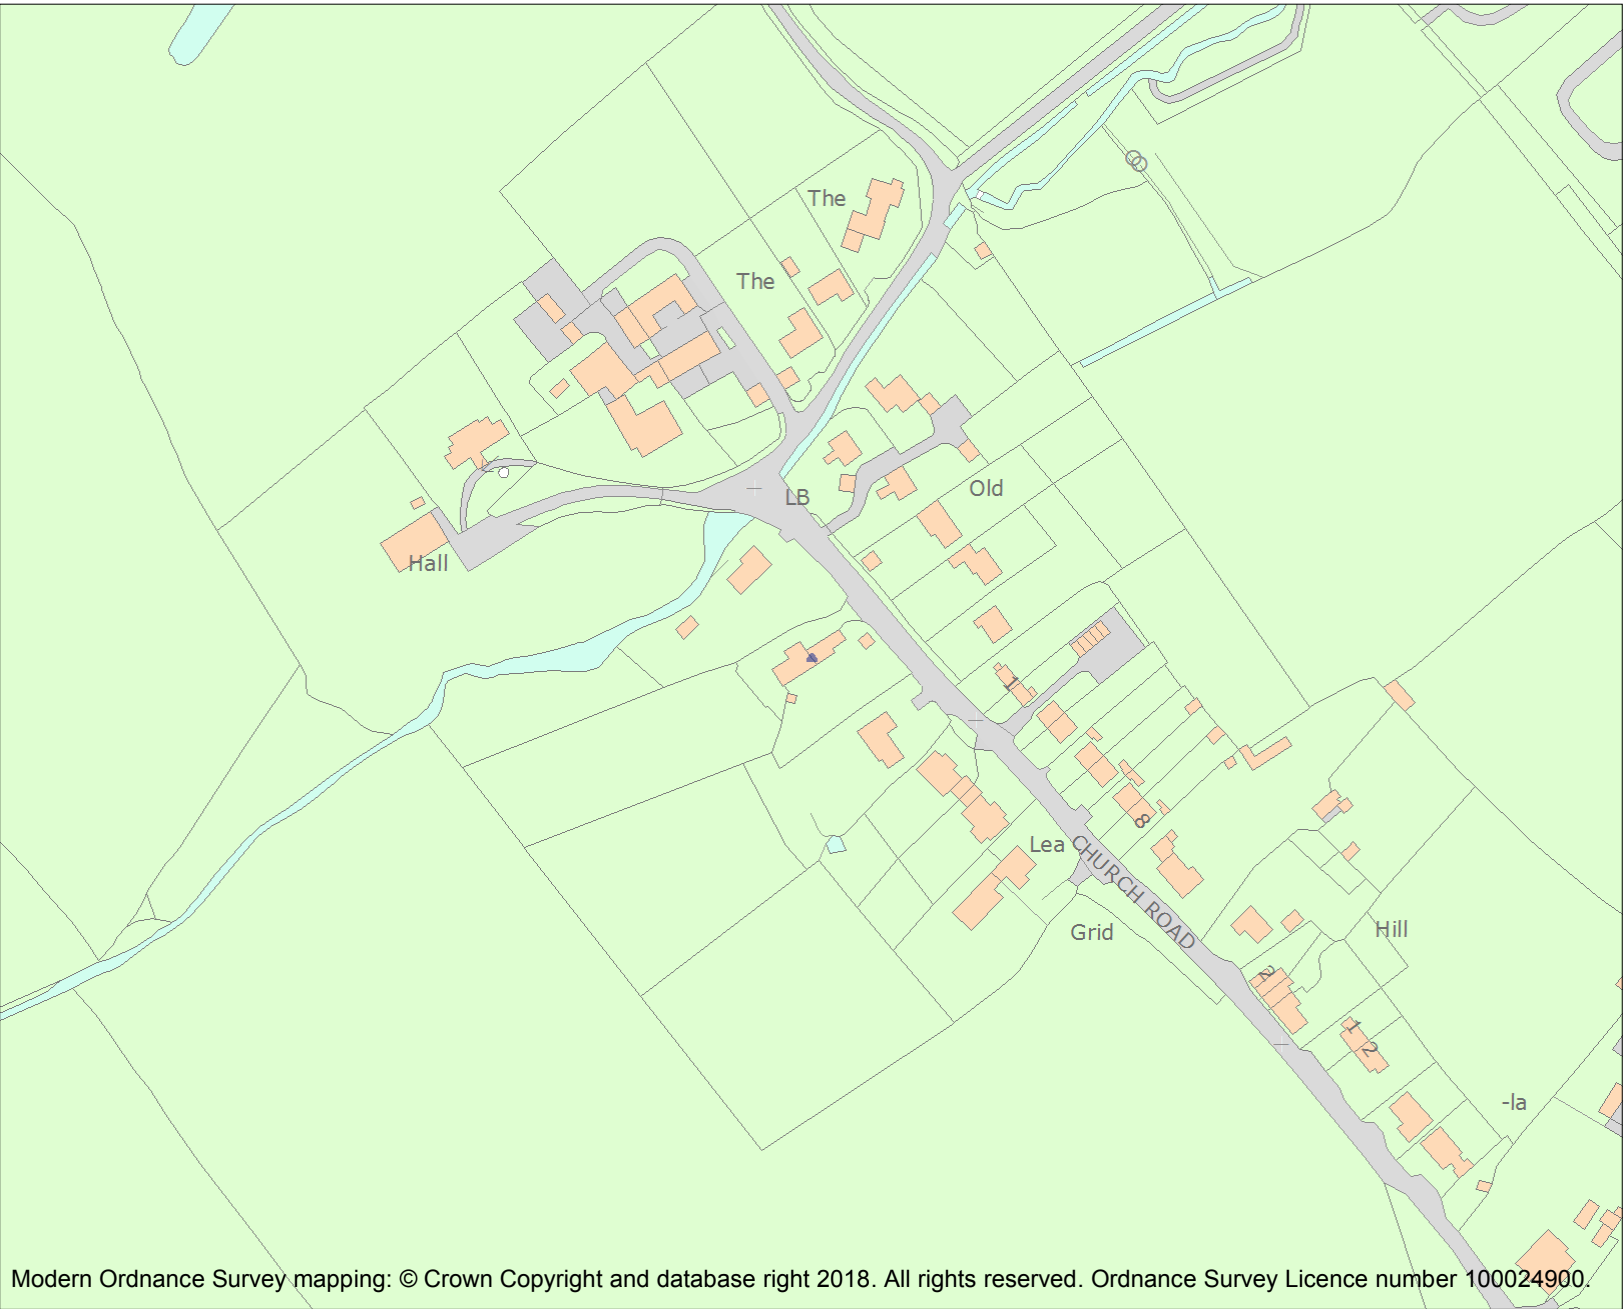 The
The
Old
LB
Hall
1
8
Lea
CHURCH ROAD
Grid
Hill
2
1
2
-la
Modern Ordnance Survey mapping: © Crown Copyright and database right 2018. All rights reserved. Ordnance Survey Licence number 100024900.